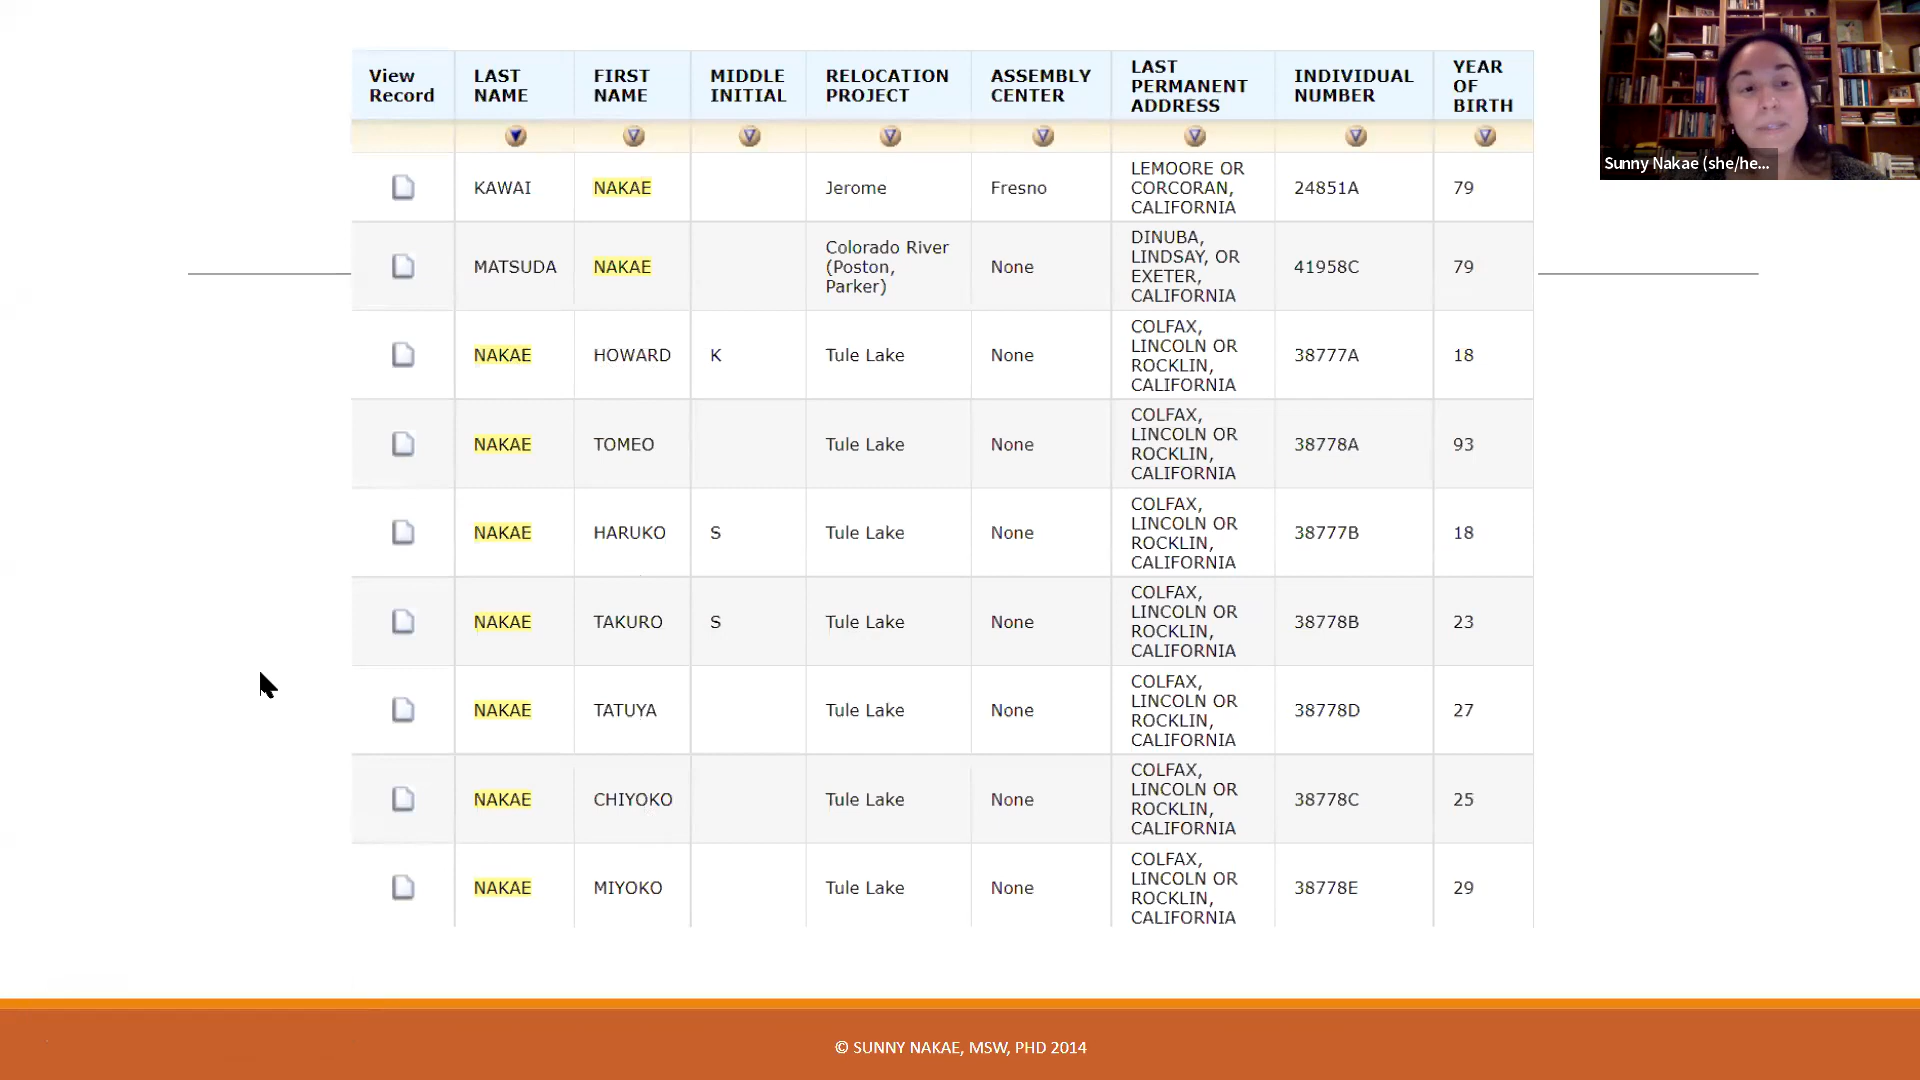 View Record
LAST NAME
FIRST NAME
MIDDLE INITIAL
RELOCATION PROJECT
ASSEMBLY CENTER
LAST PERMANENT ADDRESS
INDIVIDUAL NUMBER
YEAR OF BIRTH
KAWAI NAKAE Jerome Fresno LEMOORE OR CORCORAN, CALIFORNIA 24851A 79
MATSUDA NAKAE Colorado River (Poston, Parker) None DINUBA, LINDSAY, OR EXETER, CALIFORNIA 41958C 79
NAKAE HOWARD K Tule Lake None COLFAX, LINCOLN OR ROCKLIN, CALIFORNIA 38777A 18
NAKAE TOMEO Tule Lake None COLFAX, LINCOLN OR ROCKLIN, CALIFORNIA 38778A 93
NAKAE HARUKO S Tule Lake None COLFAX, LINCOLN OR ROCKLIN, CALIFORNIA 38777B 18
NAKAE TAKURO S Tule Lake None COLFAX, LINCOLN OR ROCKLIN, CALIFORNIA 38778B 23
NAKAE TATUYA Tule Lake None COLFAX, LINCOLN OR ROCKLIN, CALIFORNIA 38778D 27
NAKAE CHIYOKO Tule Lake None COLFAX, LINCOLN OR ROCKLIN, CALIFORNIA 38778C 25
NAKAE MIYOKO Tule Lake None COLFAX, LINCOLN OR ROCKLIN, CALIFORNIA 38778E 29
Sunny Nakae (she/he...
© SUNNY NAKAE, MSW, PHD 2014